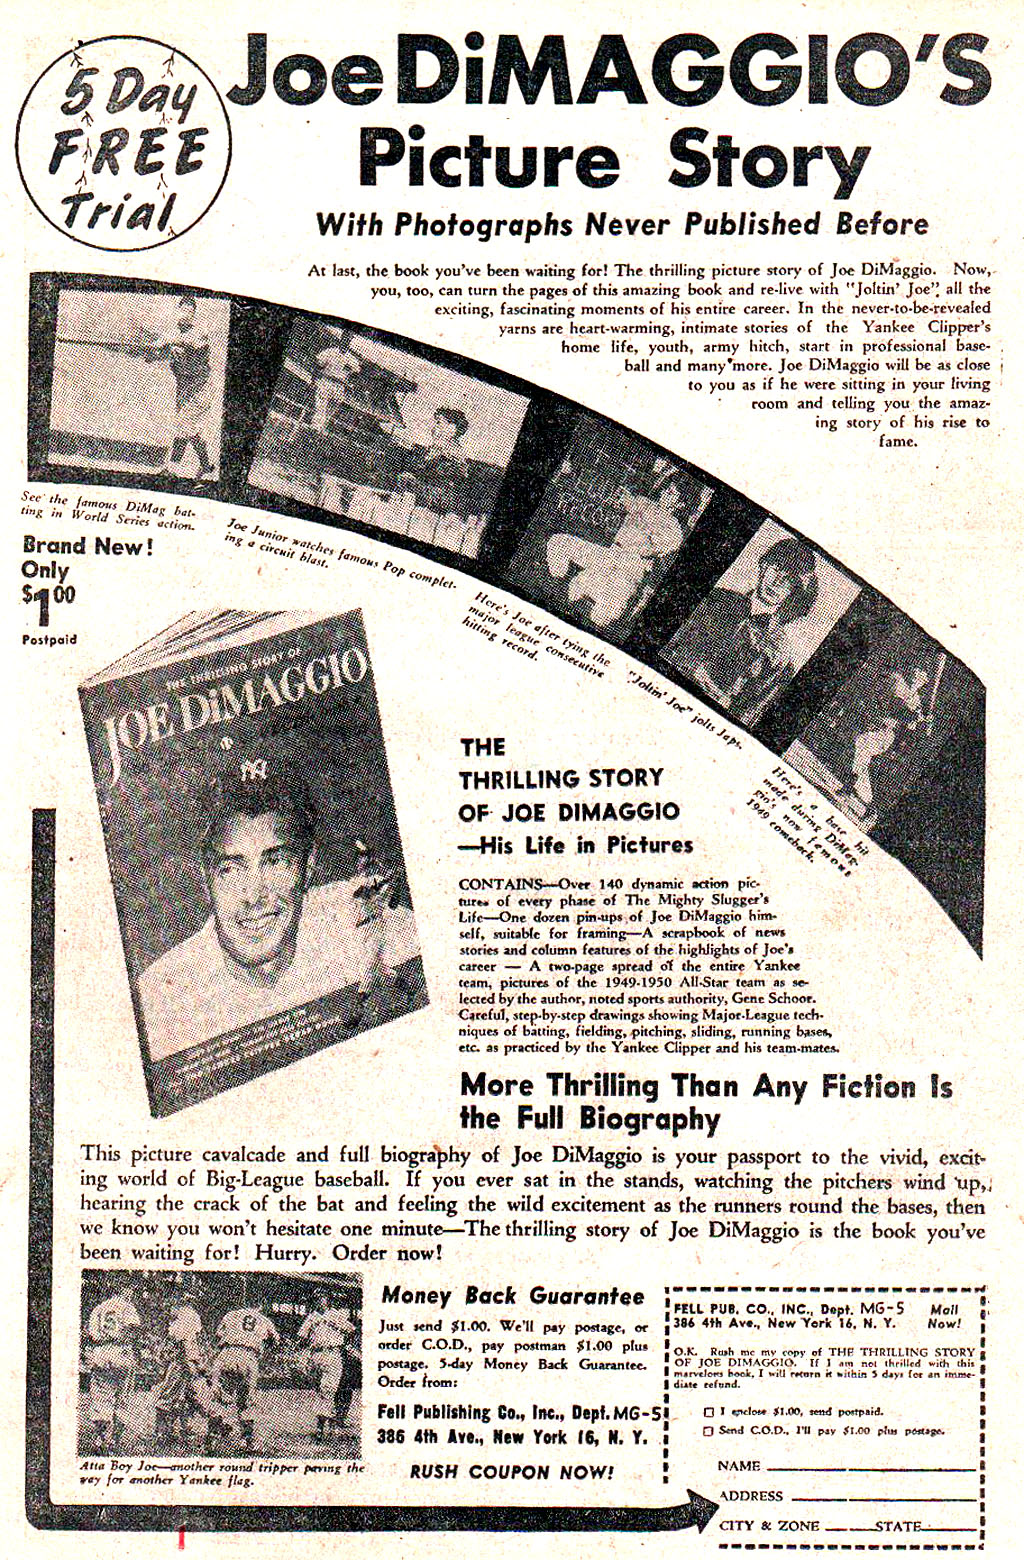 5 Day
FREE
Trial
Joe DiMAGGIO'S
Picture Story
With Photographs Never Published Before
At last, the book you've been waiting for! The thrilling picture story of Joe DiMaggio. Now,
you, too, can turn the pages of this amazing book and re-live with "Joltin' Joe", all the
exciting, fascinating moments of his entire career. In the never-to-be-revealed
yarns are heart-warming, intimate stories of the Yankee Clipper's
home life, youth, army hitch, start in professional base-
ball and many more. Joe DiMaggio will be as close
to you as if he were sitting in your living
room and telling you the amaz-
ing story of his rise to
fame.
See the famous DiMag bat-
ting in World Series action.
Joe Junior watches famous Pop complet-
ing a circuit blast.
Here's Joe after tying the
major league consecutive
hitting record.
"Joltin' Joe" jolts Japs.
Here's a base hit
made during DiMag-
gio's now famous
1949 comeback.
Brand New!
Only
$1.00
Postpaid
THE THRILLING STORY OF
JOE DiMAGGIO
NY
THE
THRILLING STORY
OF JOE DIMAGGIO
—His Life in Pictures
CONTAINS—Over 140 dynamic action pic-
tures of every phase of The Mighty Slugger's
Life—One dozen pin-ups of Joe DiMaggio him-
self, suitable for framing—A scrapbook of news
stories and column features of the highlights of Joe's
career — A two-page spread of the entire Yankee
team, pictures of the 1949-1950 All-Star team as se-
lected by the author, noted sports authority, Gene Schoor.
Careful, step-by-step drawings showing Major-League tech-
niques of batting, fielding, pitching, sliding, running bases,
etc. as practiced by the Yankee Clipper and his team-mates.
More Thrilling Than Any Fiction Is
the Full Biography
This picture cavalcade and full biography of Joe DiMaggio is your passport to the vivid, excit-
ing world of Big-League baseball. If you ever sat in the stands, watching the pitchers wind up,
hearing the crack of the bat and feeling the wild excitement as the runners round the bases, then
we know you won't hesitate one minute—The thrilling story of Joe DiMaggio is the book you've
been waiting for! Hurry. Order now!
15
8
Atta Boy Joe—another round tripper paving the
way for another Yankee flag.
Money Back Guarantee
Just send $1.00. We'll pay postage, or
order C.O.D., pay postman $1.00 plus
postage. 5-day Money Back Guarantee.
Order from:
Fell Publishing Co., Inc., Dept. MG-5
386 4th Ave., New York 16, N. Y.
RUSH COUPON NOW!
FELL PUB. CO., INC., Dept. MG-5 Mail
386 4th Ave., New York 16, N. Y. Now!
O.K. Rush me my copy of THE THRILLING STORY
OF JOE DIMAGGIO. If I am not thrilled with this
marvelous book, I will return it within 5 days for an imme-
diate refund.
☐ I enclose $1.00, send postpaid.
☐ Send C.O.D., I'll pay $1.00 plus postage.
NAME
ADDRESS
CITY & ZONE STATE